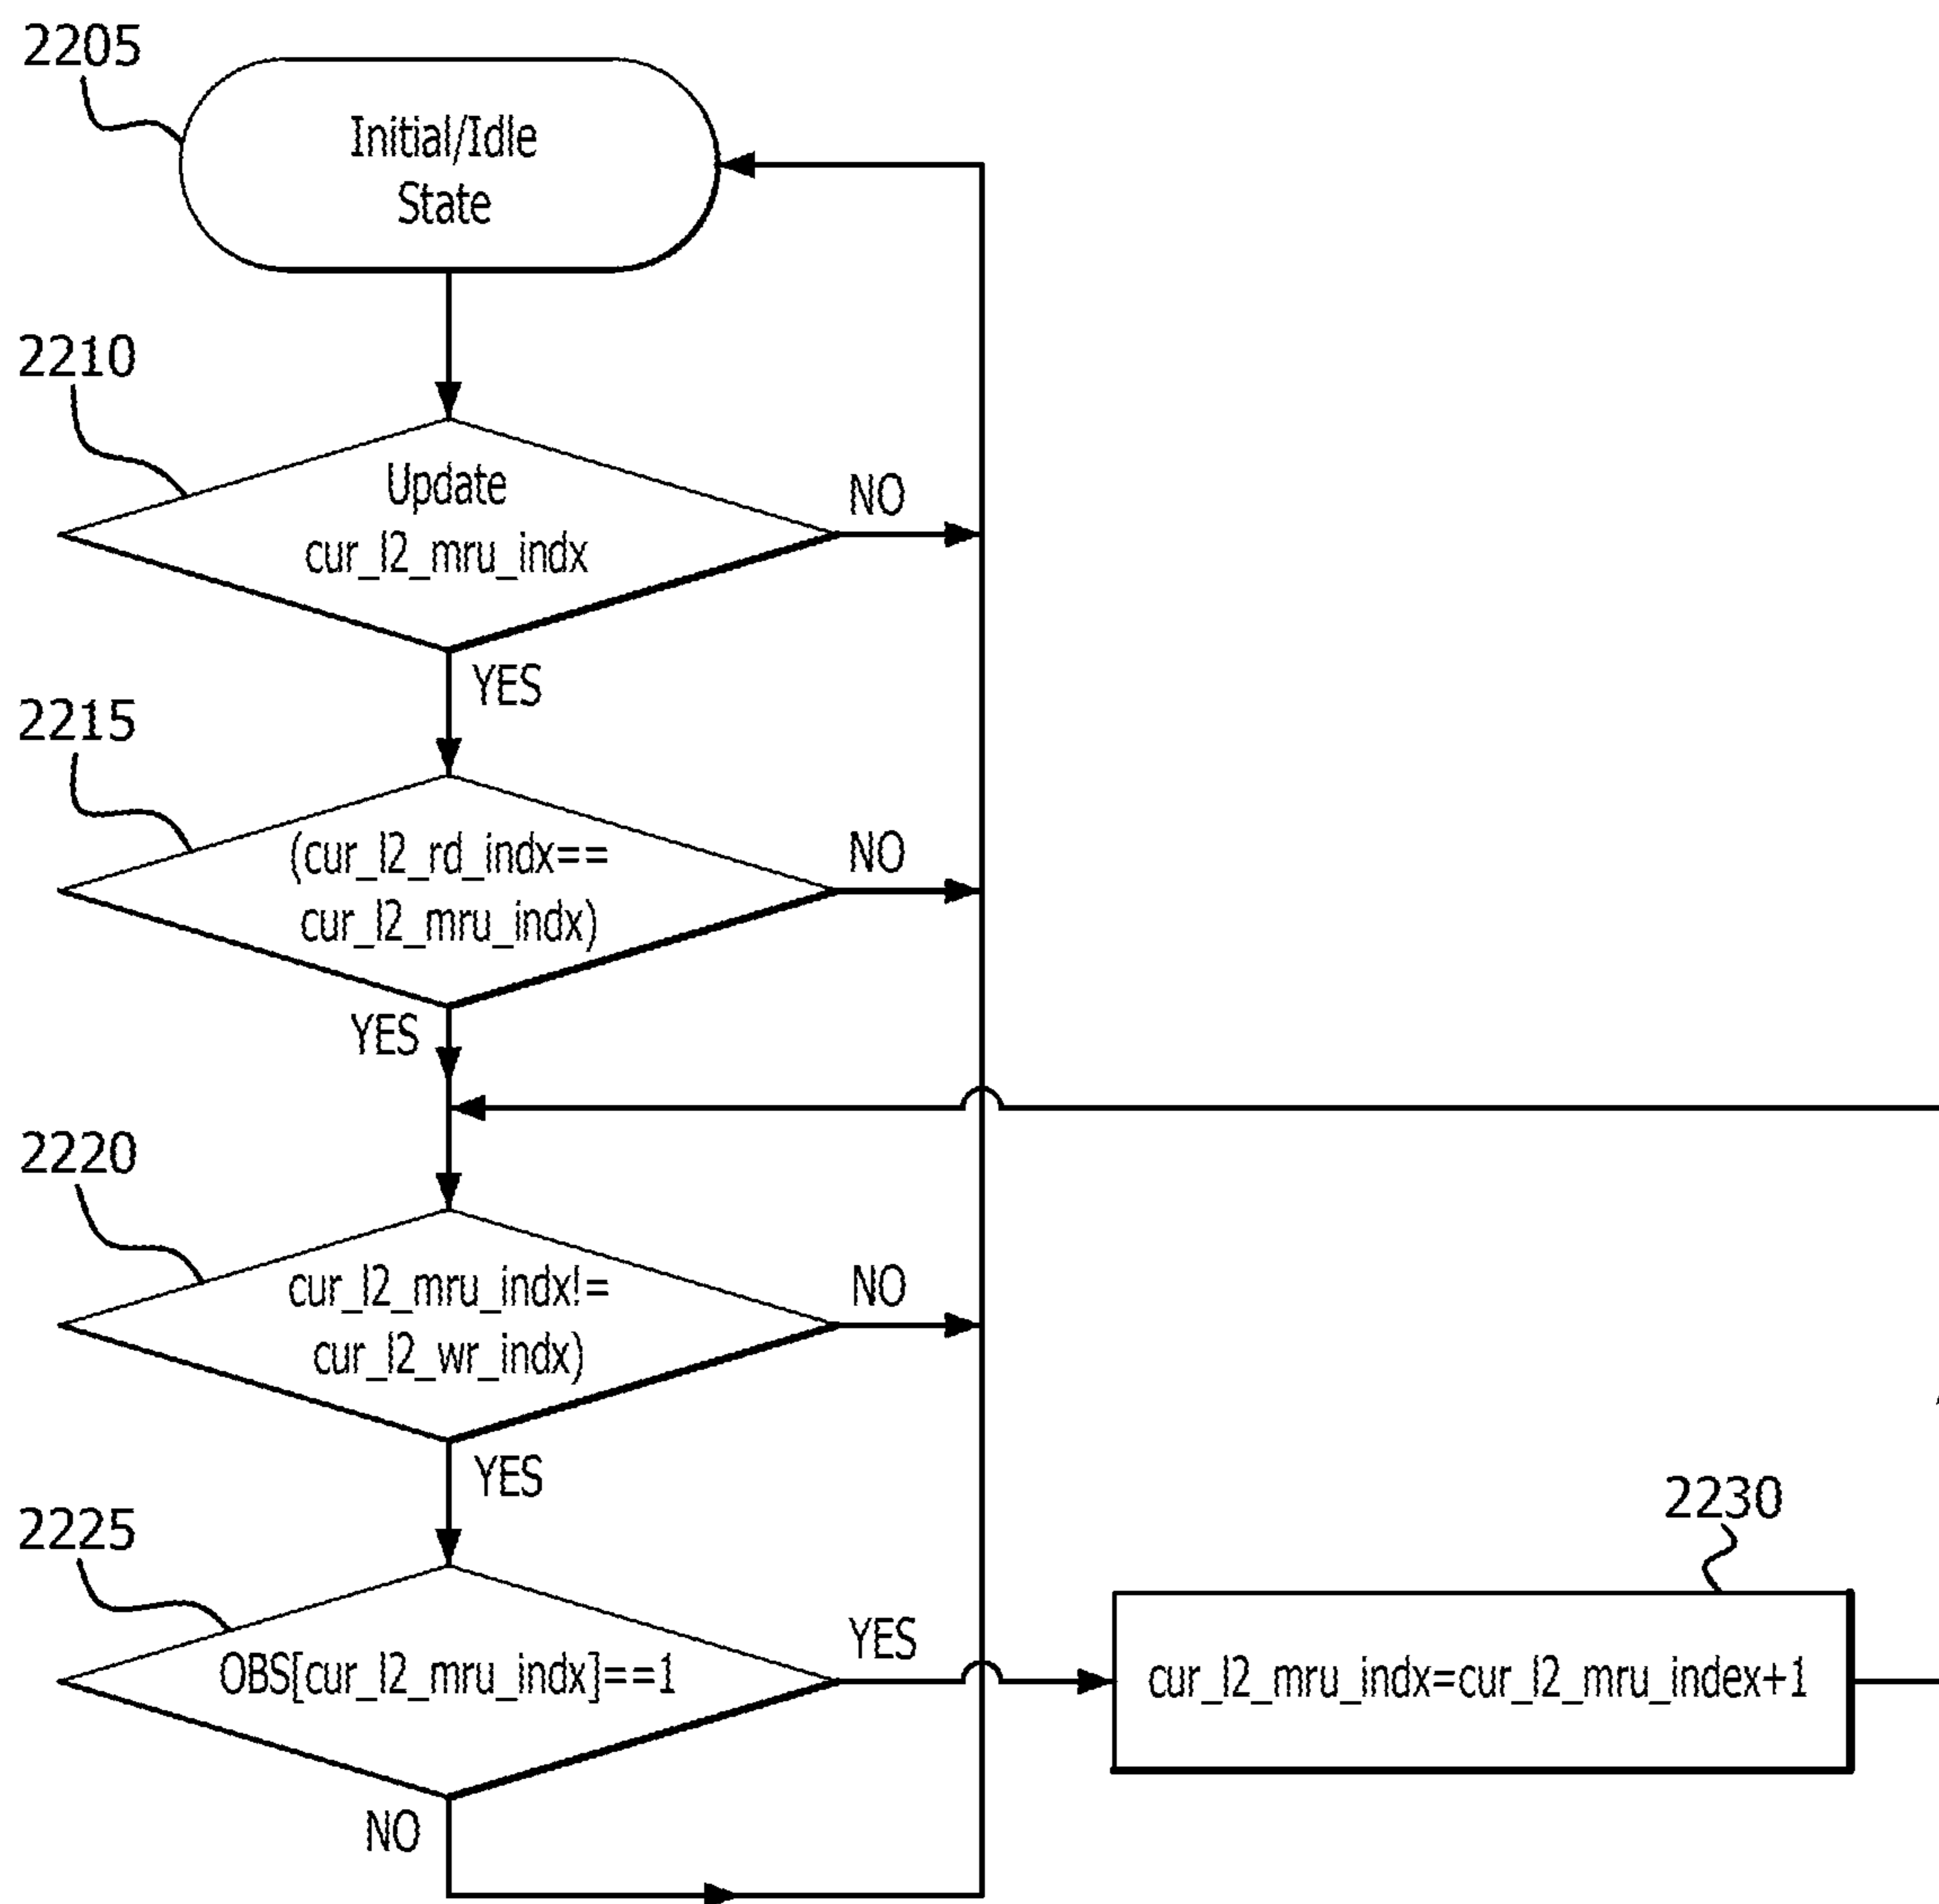 2205
Initial/Idle
State
2210
Update
cur_l2_mru_indx
NO
YES
2215
(cur_l2_rd_indx==
cur_l2_mru_indx)
NO
YES
2220
cur_l2_mru_indx!=
cur_l2_wr_indx)
NO
YES
2225
OBS[cur_l2_mru_indx]==1
YES
NO
2230
cur_l2_mru_indx=cur_l2_mru_index+1